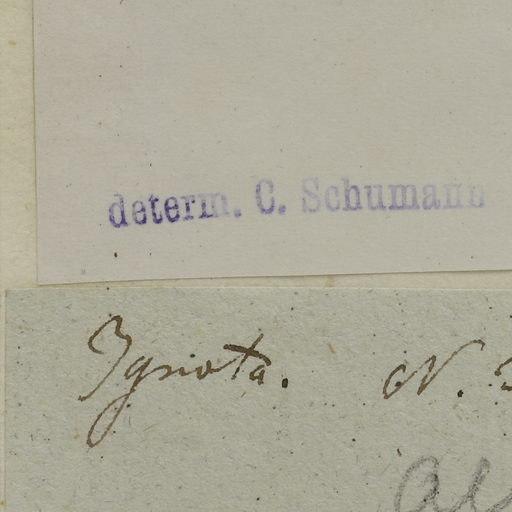 determ. C. Schumann
Ignota. N.